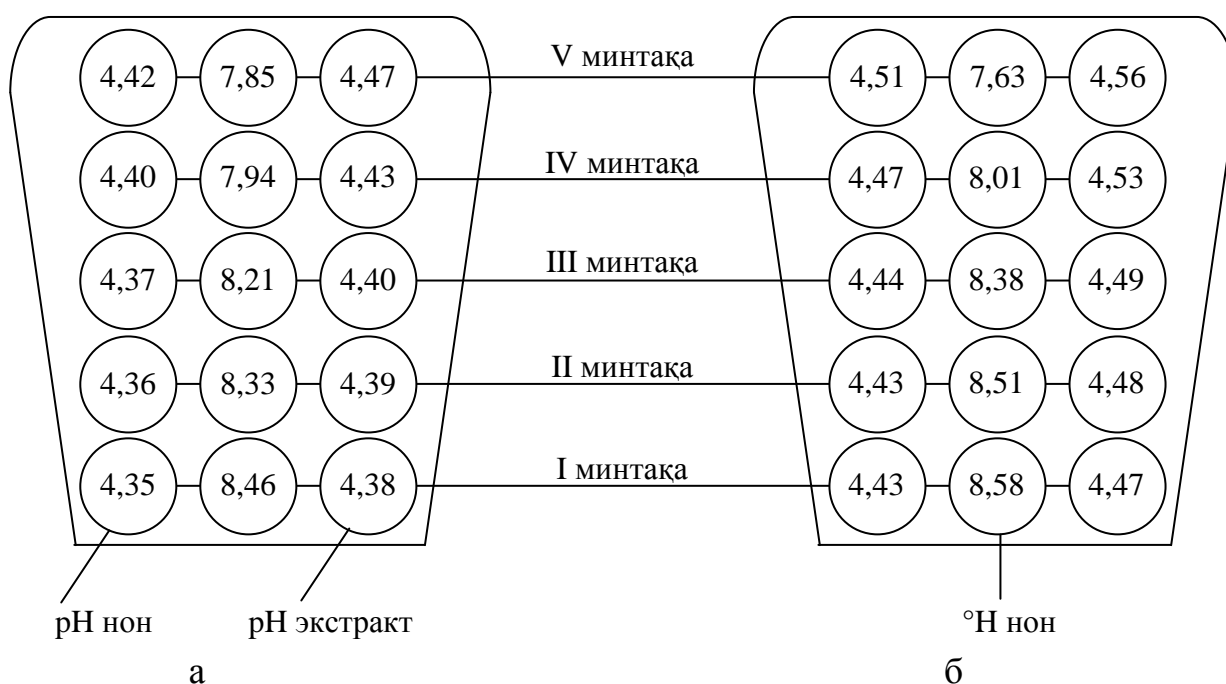 V минтақа
4,42 7,85 4,47 4,51 7,63 4,56
IV минтақа
4,40 7,94 4,43 4,47 8,01 4,53
III минтақа
4,37 8,21 4,40 4,44 8,38 4,49
II минтақа
4,36 8,33 4,39 4,43 8,51 4,48
I минтақа
4,35 8,46 4,38 4,43 8,58 4,47
рН нон рН экстракт °Н нон
а б